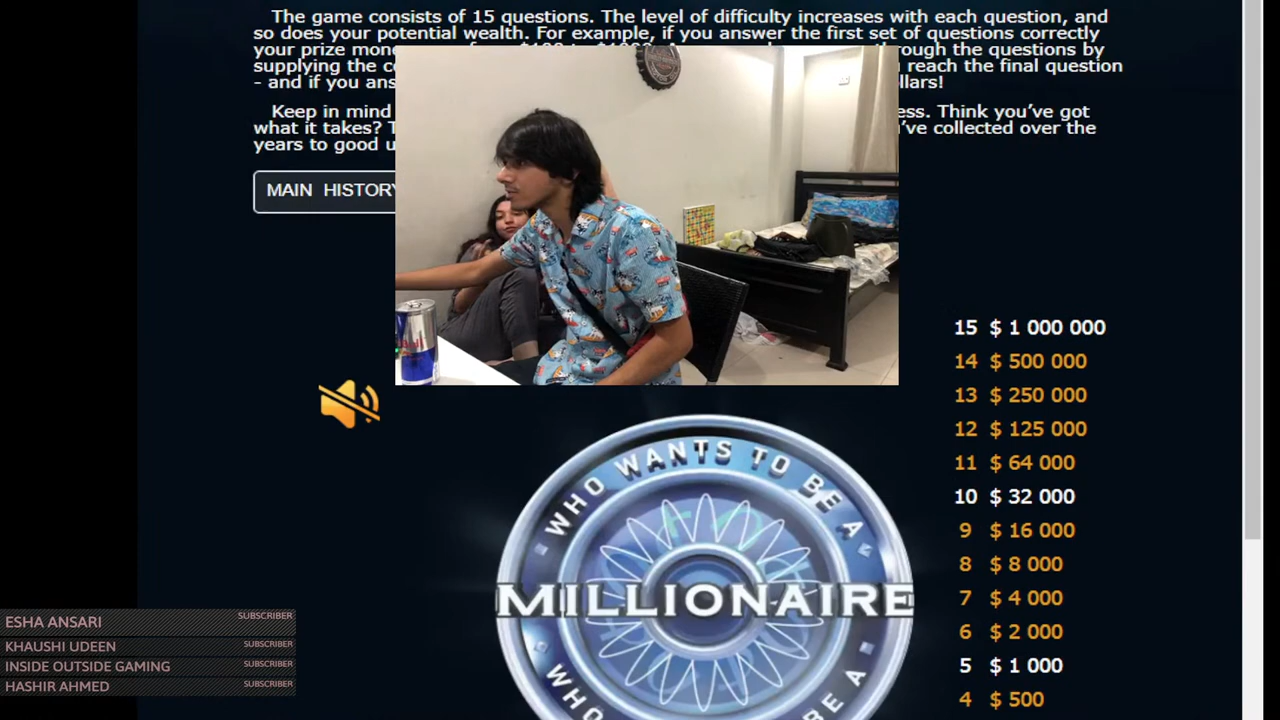 The game consists of 15 questions. The level of difficulty increases with each question, and
so does your potential wealth. For example, if you answer the first set of questions correctly
your prize mone through the questions by
supplying the c reach the final question
- and if you ans llars!
Keep in mind ess. Think you've got
what it takes? T 've collected over the
years to good u
MAIN HISTORY
15 $ 1 000 000
14 $ 500 000
13 $ 250 000
12 $ 125 000
11 $ 64 000
10 $ 32 000
9 $ 16 000
8 $ 8 000
7 $ 4 000
6 $ 2 000
5 $ 1 000
4 $ 500
WHO WANTS TO BE A
MILLIONAIRE
WHO BE A
ESHA ANSARI SUBSCRIBER
KHAUSHI UDEEN SUBSCRIBER
INSIDE OUTSIDE GAMING SUBSCRIBER
HASHIR AHMED SUBSCRIBER